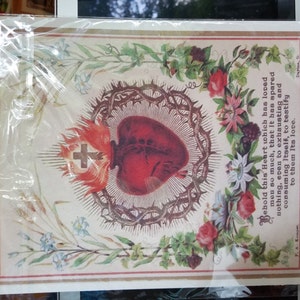 Behold this Heart which has loved
men so much, that it has spared
nothing, even to exhausting and
consuming itself, to testify
to them Its love.